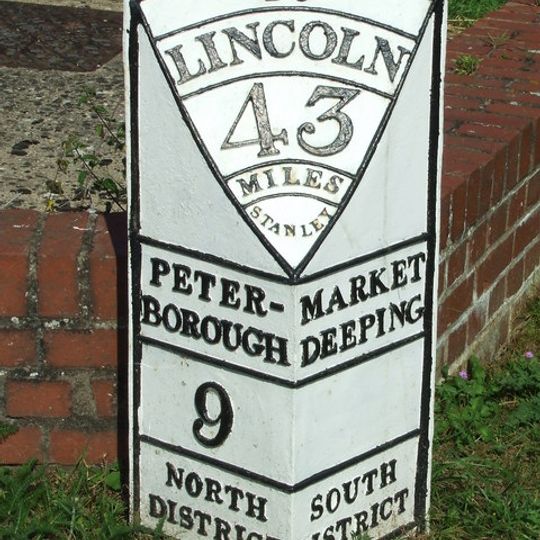 LINCOLN
43
MILES
STANLEY
PETER-
BOROUGH
MARKET
DEEPING
9
NORTH
DISTRICT
SOUTH
DISTRICT